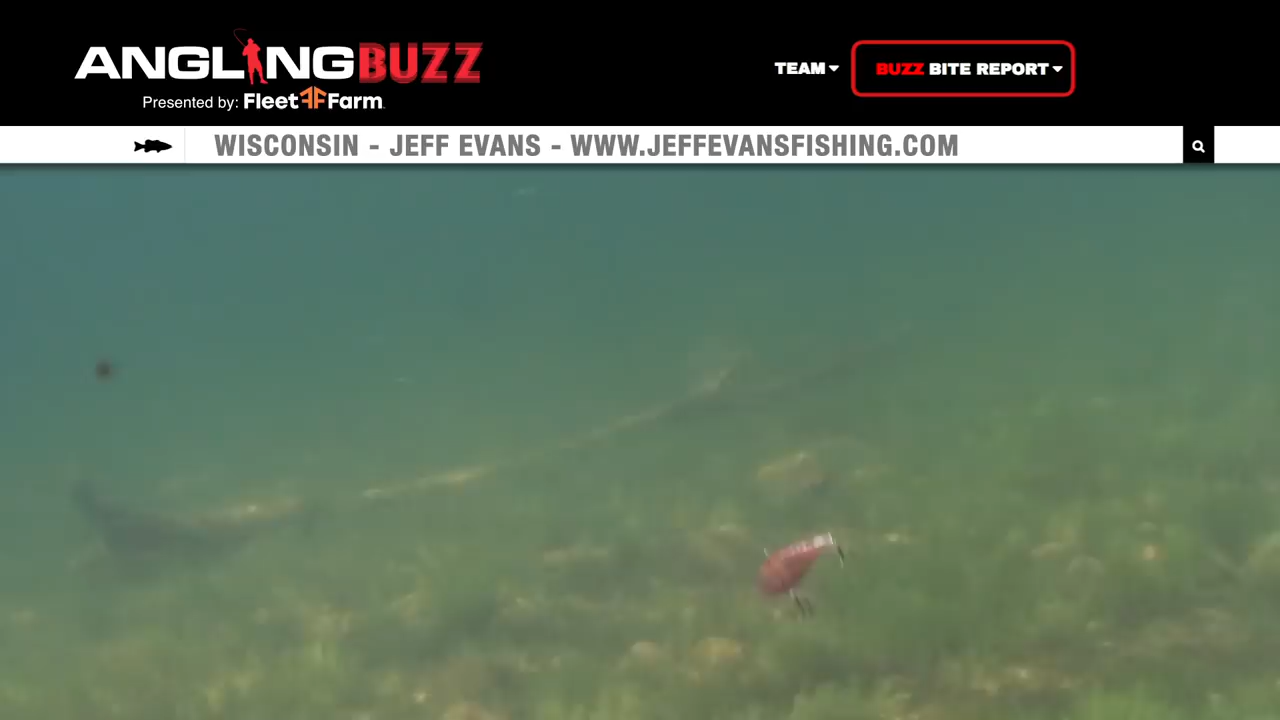 ANGLINGBUZZ
Presented by: Fleet Farm
TEAM
BUZZ BITE REPORT
WISCONSIN - JEFF EVANS - WWW.JEFFEVANSFISHING.COM